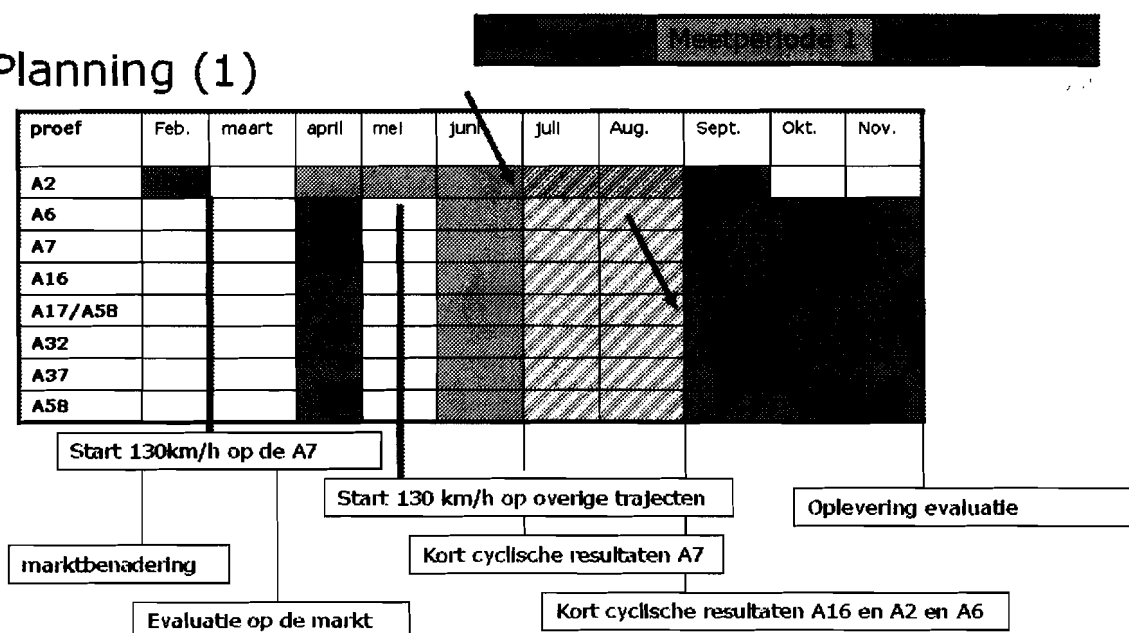 Meetperiode 1
Planning (1)
proef Feb. maart april mei juni juli Aug. Sept. Okt. Nov.
A2
A6
A7
A16
A17/A58
A32
A37
A58
Start 130km/h op de A7
Start 130 km/h op overige trajecten
Oplevering evaluatie
Kort cyclische resultaten A7
marktbenadering
Kort cyclische resultaten A16 en A2 en A6
Evaluatie op de markt